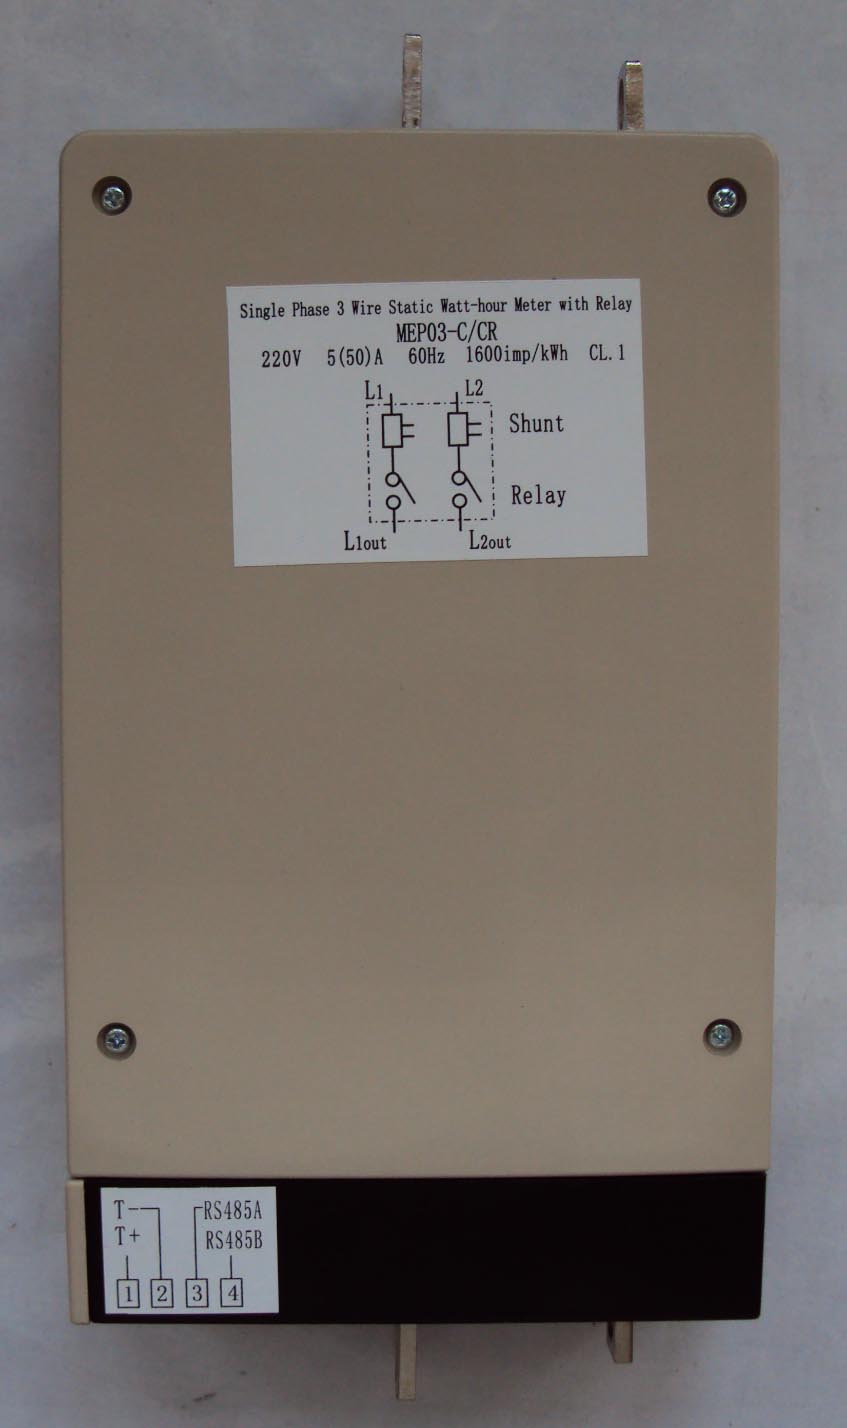 Single Phase 3 Wire Static Watt-hour Meter with Relay
MEP03-C/CR
220V 5(50)A 60Hz 1600imp/kWh CL.1
L1 L2
Shunt
Relay
L1out L2out
T- RS485A
T+ RS485B
1 2 3 4